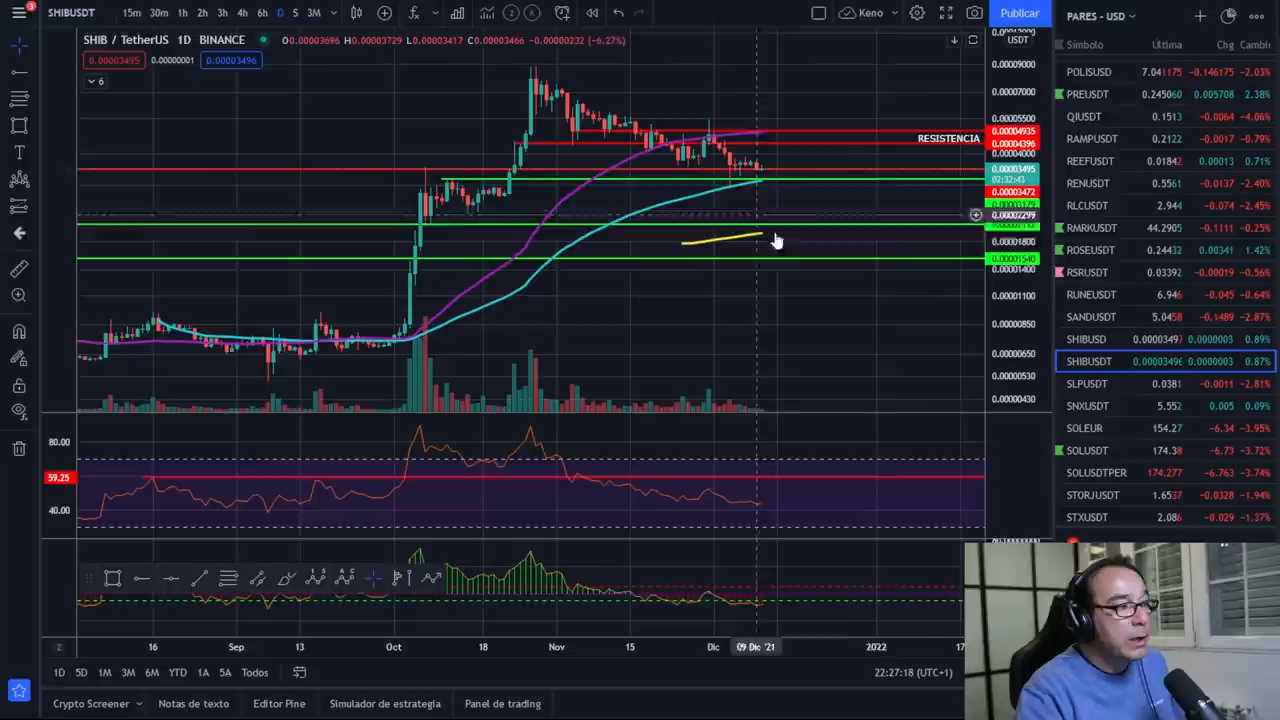 3
SHIBUSDT
15m 30m 1h 2h 3h 4h 6h D S 3M
Keno
Publicar
PARES - USD
SHIB / TetherUS 1D BINANCE O0.00003696 H0.00003729 L0.00003417 C0.00003466 -0.00000232 (-6.27%)
0.00003495 0.00000001 0.00003496
6
USDT
0.00009000
0.00007000
0.00005500
0.00004935
RESISTENCIA
0.00004396
0.00004000
0.00003495
02:32:43
0.00003472
0.00002299
0.00001800
0.00001540
0.00001400
0.00001100
0.00000850
0.00000650
0.00000530
0.00000430
80.00
59.25
40.00
Z 16 Sep 13 Oct 18 Nov 15 Dic 09 Dic '21 2022 17
1D 5D 1M 3M 6M YTD 1A 5A Todos
22:27:18 (UTC+1)
Crypto Screener Notas de texto Editor Pine Simulador de estrategia Panel de trading
Símbolo Última Chg Cambio
POLISUSD 7.041175 -0.146175 -2.03%
PREUSDT 0.245060 0.005708 2.38%
QIUSDT 0.1513 -0.0064 -4.06%
RAMPUSDT 0.2122 -0.0017 -0.79%
REEFUSDT 0.01842 0.00013 0.71%
RENUSDT 0.5561 -0.0137 -2.40%
RLCUSDT 2.944 -0.074 -2.45%
RMRKUSDT 44.2905 -0.1111 -0.25%
ROSEUSDT 0.24432 0.00341 1.42%
RSRUSDT 0.03392 -0.00019 -0.56%
RUNEUSDT 6.946 -0.045 -0.64%
SANDUSDT 5.0458 -0.1489 -2.87%
SHIBUSD 0.00003497 0.0000003 0.89%
SHIBUSDT 0.00003496 0.0000003 0.87%
SLPUSDT 0.0381 -0.0011 -2.81%
SNXUSDT 5.552 0.005 0.09%
SOLEUR 154.27 -6.34 -3.95%
SOLUSDT 174.38 -6.73 -3.72%
SOLUSDTPER 174.277 -6.763 -3.74%
STORJUSDT 1.6537 -0.0328 -1.94%
STXUSDT 2.086 -0.029 -1.37%